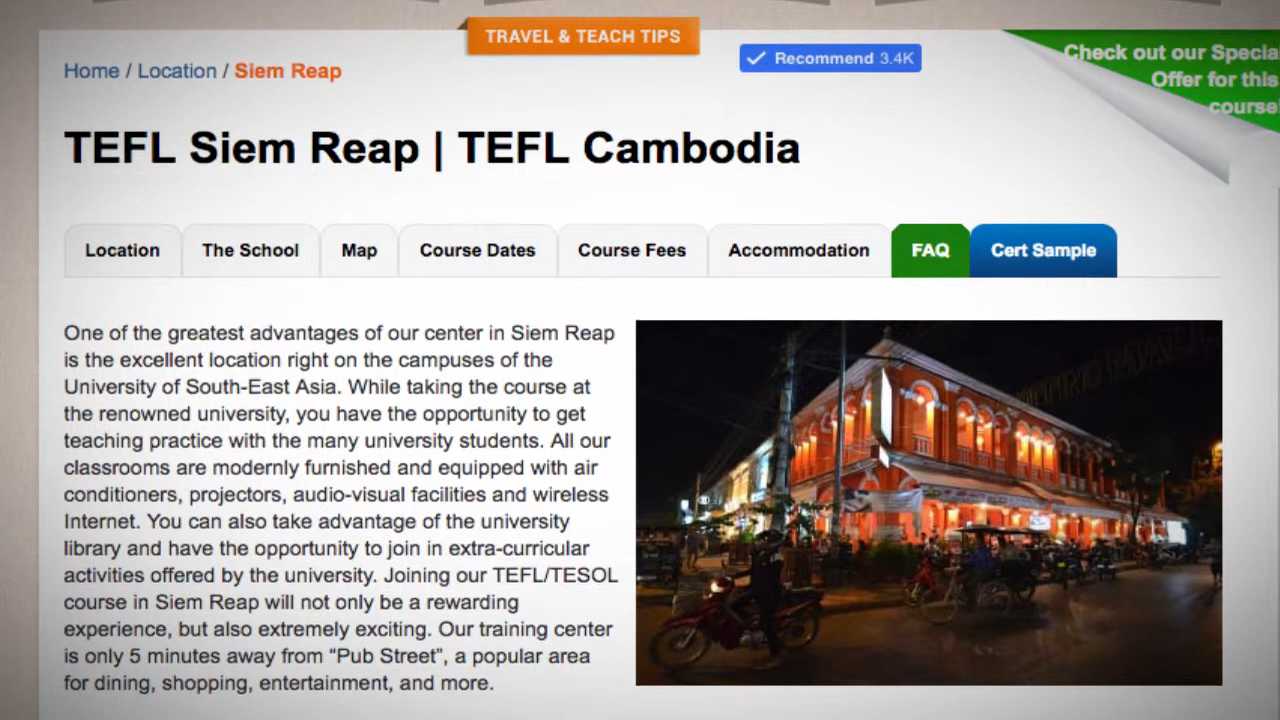 TRAVEL & TEACH TIPS
Home / Location / Siem Reap
Recommend 3.4K
Check out our Specia
Offer for this
course
TEFL Siem Reap | TEFL Cambodia
Location
The School
Map
Course Dates
Course Fees
Accommodation
FAQ
Cert Sample
One of the greatest advantages of our center in Siem Reap
is the excellent location right on the campuses of the
University of South-East Asia. While taking the course at
the renowned university, you have the opportunity to get
teaching practice with the many university students. All our
classrooms are modernly furnished and equipped with air
conditioners, projectors, audio-visual facilities and wireless
Internet. You can also take advantage of the university
library and have the opportunity to join in extra-curricular
activities offered by the university. Joining our TEFL/TESOL
course in Siem Reap will not only be a rewarding
experience, but also extremely exciting. Our training center
is only 5 minutes away from “Pub Street”, a popular area
for dining, shopping, entertainment, and more.